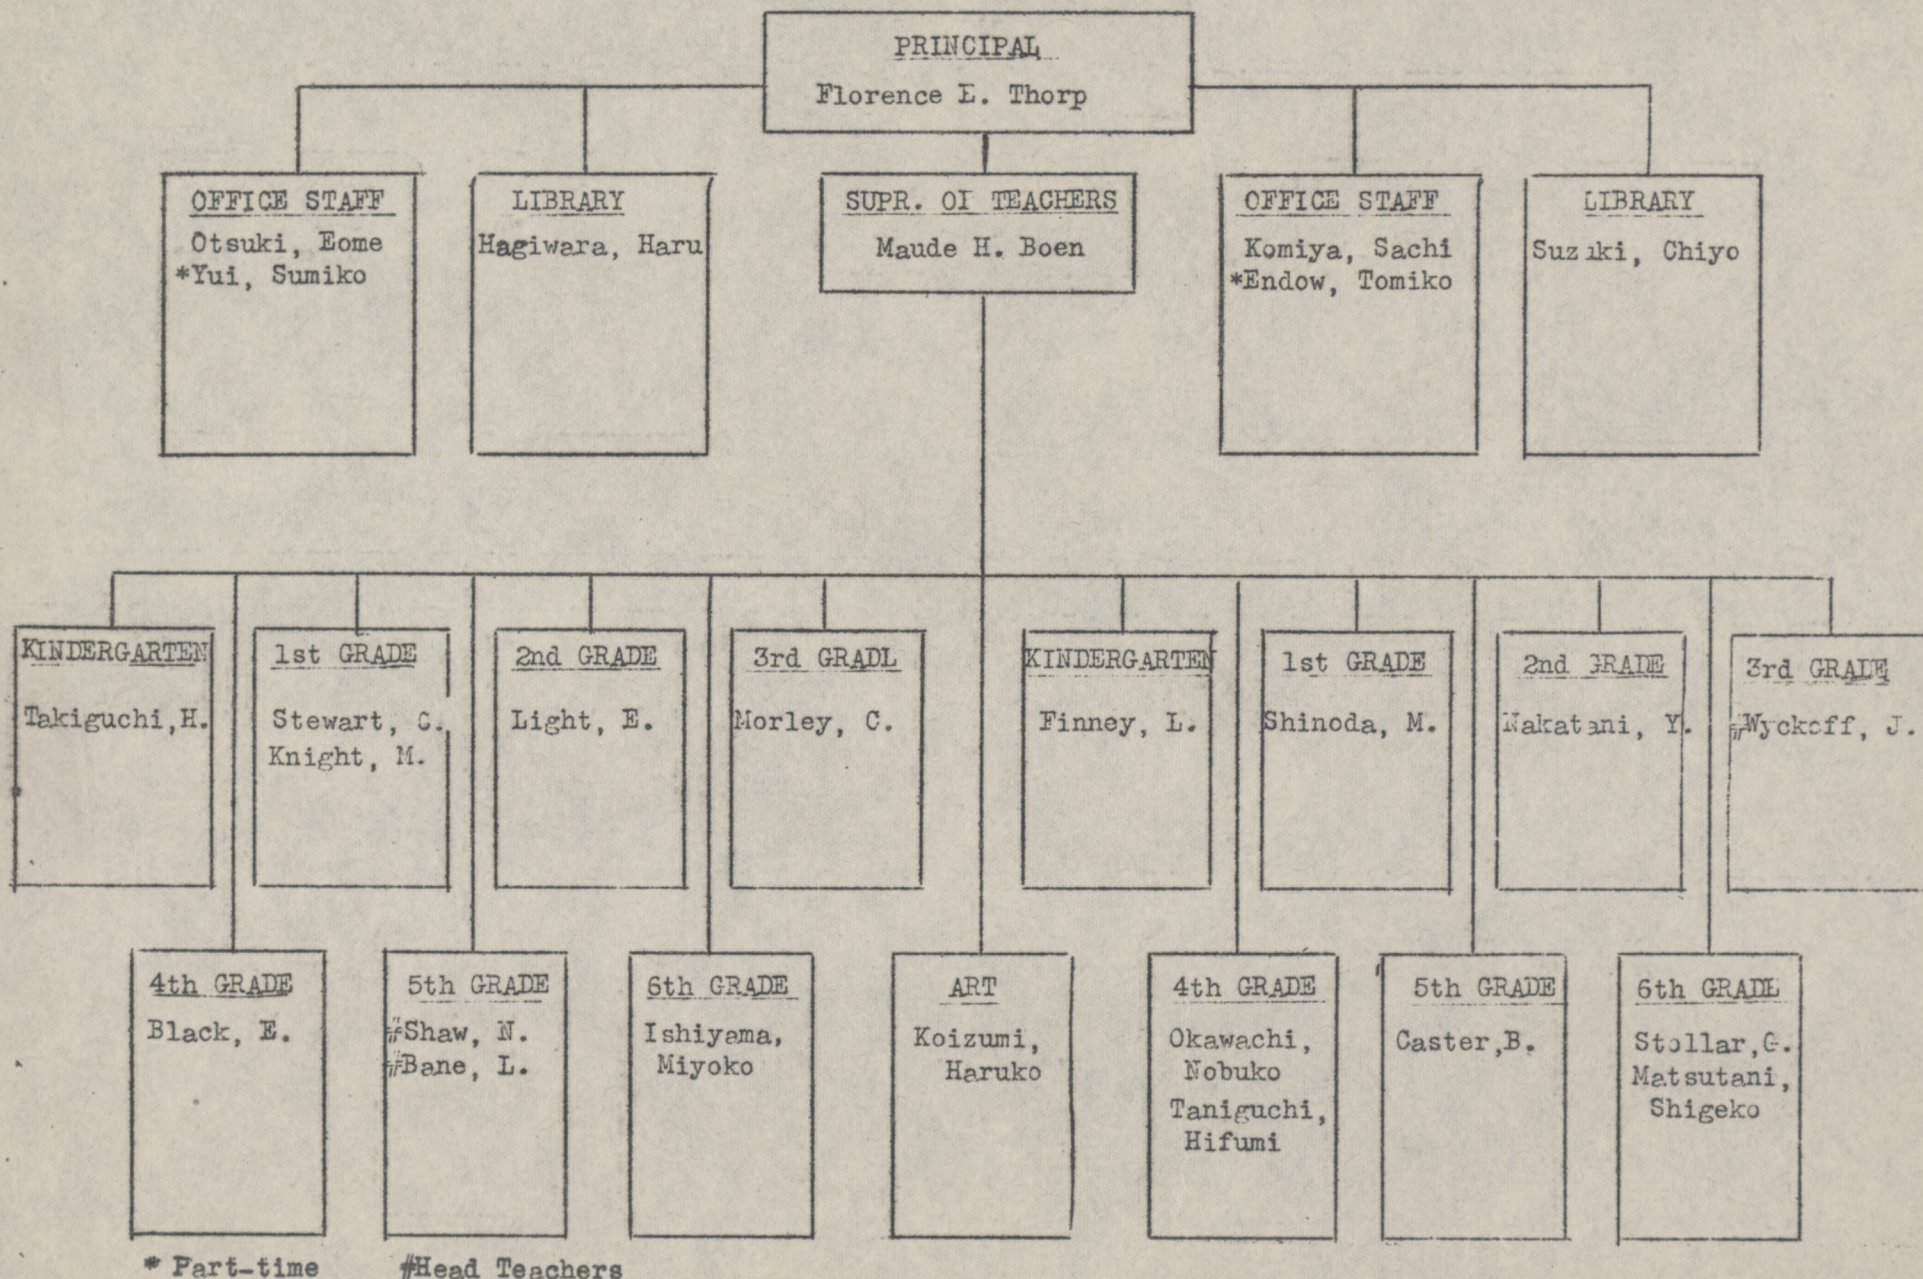 PRINCIPAL
Florence E. Thorp
OFFICE STAFF
Otsuki, Eome
*Yui, Sumiko
LIBRARY
Hagiwara, Haru
SUPR. OF TEACHERS
Maude H. Boen
OFFICE STAFF
Komiya, Sachi
*Endow, Tomiko
LIBRARY
Suzuki, Chiyo
KINDERGARTEN
Takiguchi,H.
1st GRADE
Stewart, C.
Knight, M.
2nd GRADE
Light, E.
3rd GRADE
Morley, C.
KINDERGARTEN
Finney, L.
1st GRADE
Shinoda, M.
2nd GRADE
Nakatani, Y.
3rd GRADE
#Wyckoff, J.
4th GRADE
Black, E.
5th GRADE
#Shaw, N.
#Bane, L.
6th GRADE
Ishiyama,
Miyoko
ART
Koizumi,
Haruko
4th GRADE
Okawachi,
Nobuko
Taniguchi,
Hifumi
5th GRADE
Caster,B.
6th GRADE
Stollar,G.
Matsutani,
Shigeko
* Part-time #Head Teachers